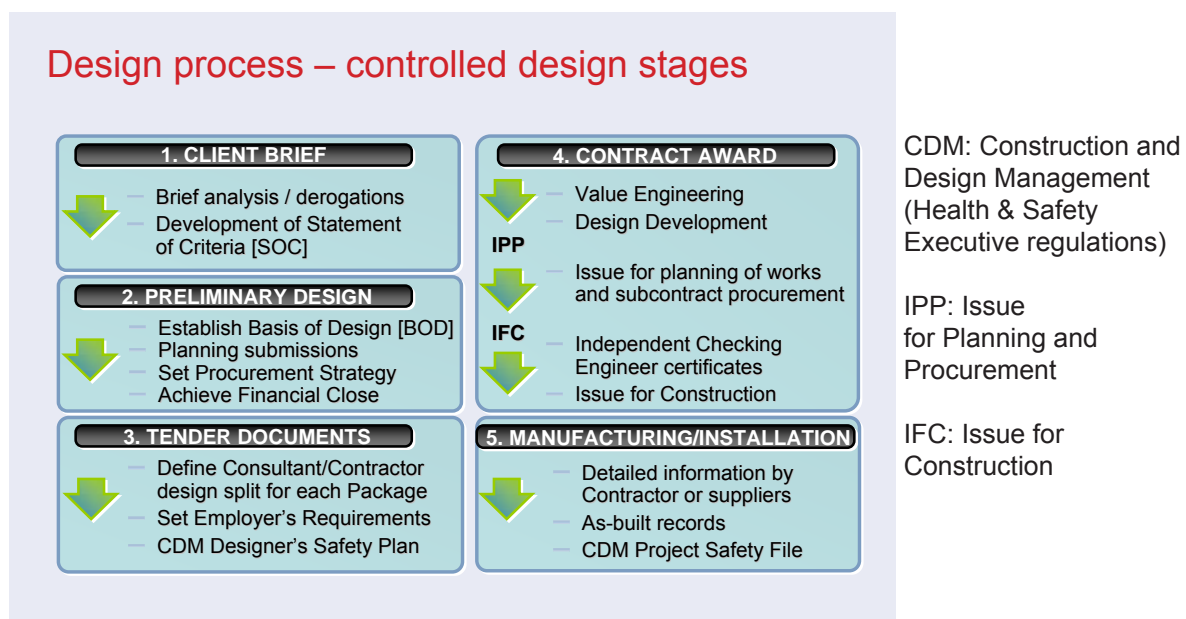 Design process – controlled design stages
1. CLIENT BRIEF
– Brief analysis / derogations
– Development of Statement
of Criteria [SOC]
2. PRELIMINARY DESIGN
– Establish Basis of Design [BOD]
– Planning submissions
– Set Procurement Strategy
– Achieve Financial Close
3. TENDER DOCUMENTS
– Define Consultant/Contractor
design split for each Package
– Set Employer's Requirements
– CDM Designer's Safety Plan
4. CONTRACT AWARD
– Value Engineering
– Design Development
IPP
– Issue for planning of works
and subcontract procurement
IFC
– Independent Checking
Engineer certificates
– Issue for Construction
5. MANUFACTURING/INSTALLATION
– Detailed information by
Contractor or suppliers
– As-built records
– CDM Project Safety File
CDM: Construction and
Design Management
(Health & Safety
Executive regulations)
IPP: Issue
for Planning and
Procurement
IFC: Issue for
Construction